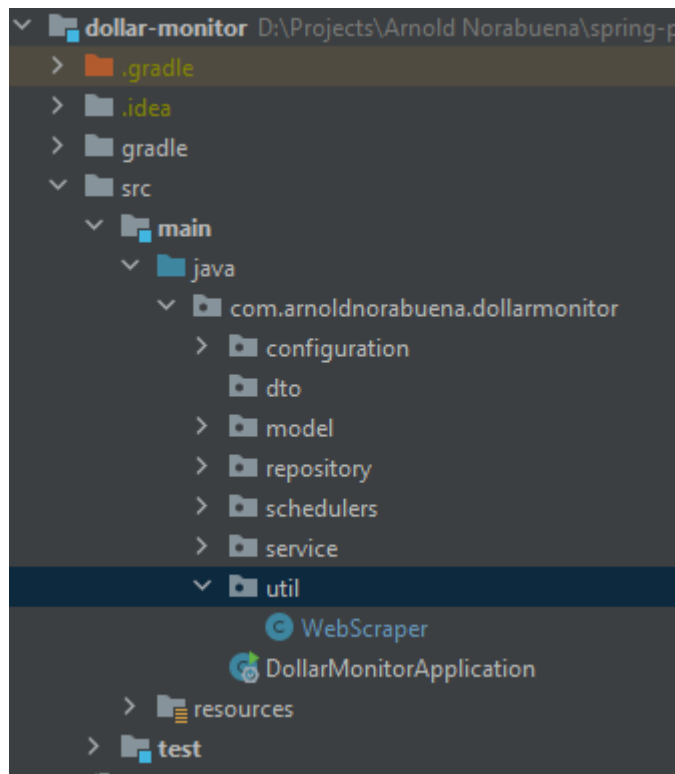 dollar-monitor D:\Projects\Arnold Norabuena\spring-p
.gradle
.idea
gradle
src
main
java
com.arnoldnorabuena.dollarmonitor
configuration
dto
model
repository
schedulers
service
util
C WebScraper
DollarMonitorApplication
resources
test